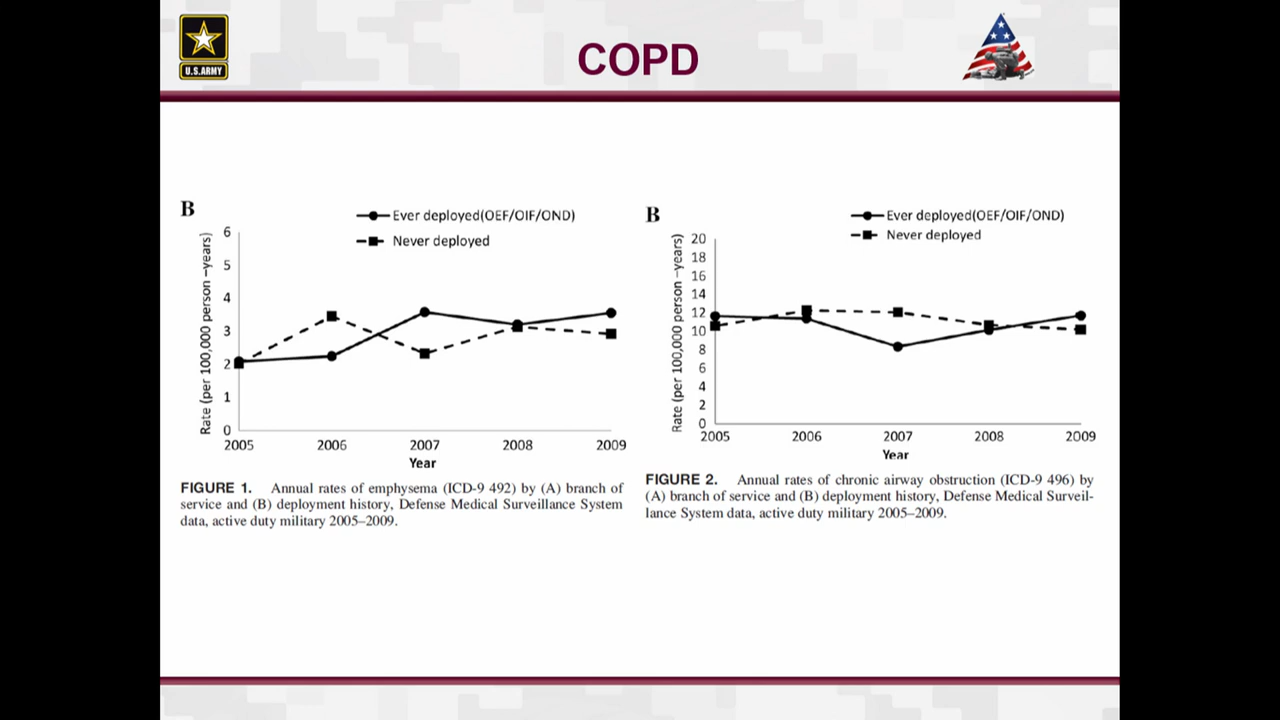 U.S.ARMY
COPD
B
Ever deployed(OEF/OIF/OND)
Never deployed
Rate (per 100,000 person –years)
6
5
4
3
2
1
0
2005 2006 2007 2008 2009
Year
FIGURE 1. Annual rates of emphysema (ICD-9 492) by (A) branch of
service and (B) deployment history, Defense Medical Surveillance System
data, active duty military 2005–2009.
B
Ever deployed(OEF/OIF/OND)
Never deployed
Rate (per 100,000 person –years)
20
18
16
14
12
10
8
6
4
2
0
2005 2006 2007 2008 2009
Year
FIGURE 2. Annual rates of chronic airway obstruction (ICD-9 496) by
(A) branch of service and (B) deployment history, Defense Medical Surveil-
lance System data, active duty military 2005–2009.